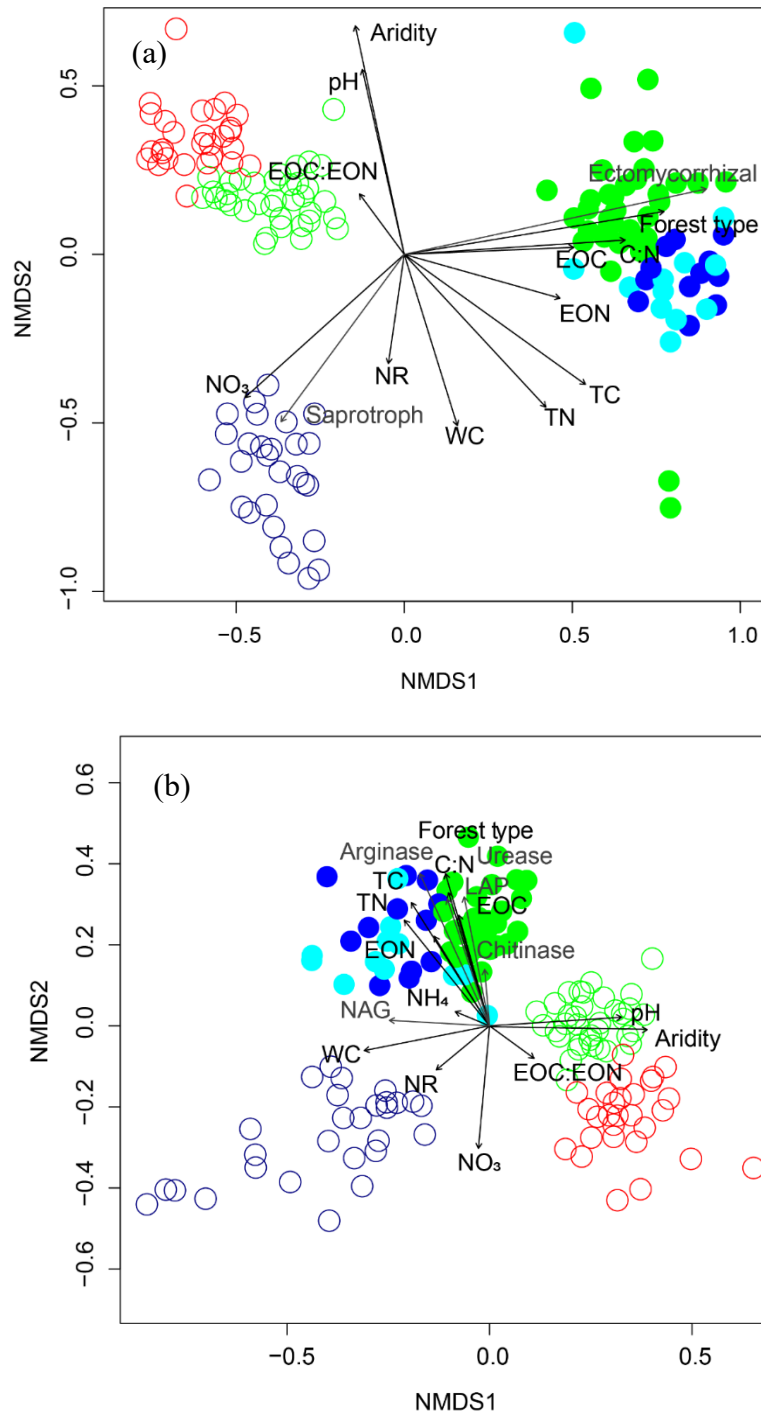 (a)
Aridity
pH
EOC:EON
Ectomycorrhizal
Forest type
C:N
EOC
EON
NO₃
NR
TC
Saprotroph
TN
WC
NMDS2
0.5
0.0
−0.5
−1.0
−0.5
0.0
0.5
1.0
NMDS1
(b)
Forest type
Arginase
C:N
Urease
TC
LAP
TN
EOC
EON
Chitinase
NH₄
NAG
pH
Aridity
WC
EOC:EON
NR
NO₃
NMDS2
0.6
0.4
0.2
0.0
−0.2
−0.4
−0.6
−0.5
0.0
0.5
NMDS1